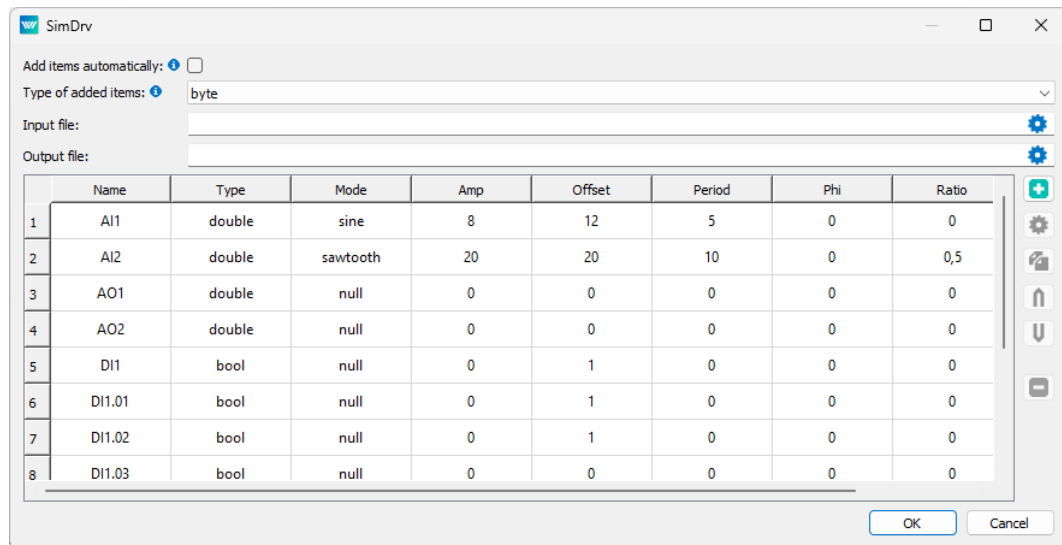 SimDrv
Add items automatically:
Type of added items: byte
Input file:
Output file:
Name Type Mode Amp Offset Period Phi Ratio
1 AI1 double sine 8 12 5 0 0
2 AI2 double sawtooth 20 20 10 0 0,5
3 AO1 double null 0 0 0 0 0
4 AO2 double null 0 0 0 0 0
5 DI1 bool null 0 1 0 0 0
6 DI1.01 bool null 0 1 0 0 0
7 DI1.02 bool null 0 1 0 0 0
8 DI1.03 bool null 0 0 0 0 0
OK Cancel